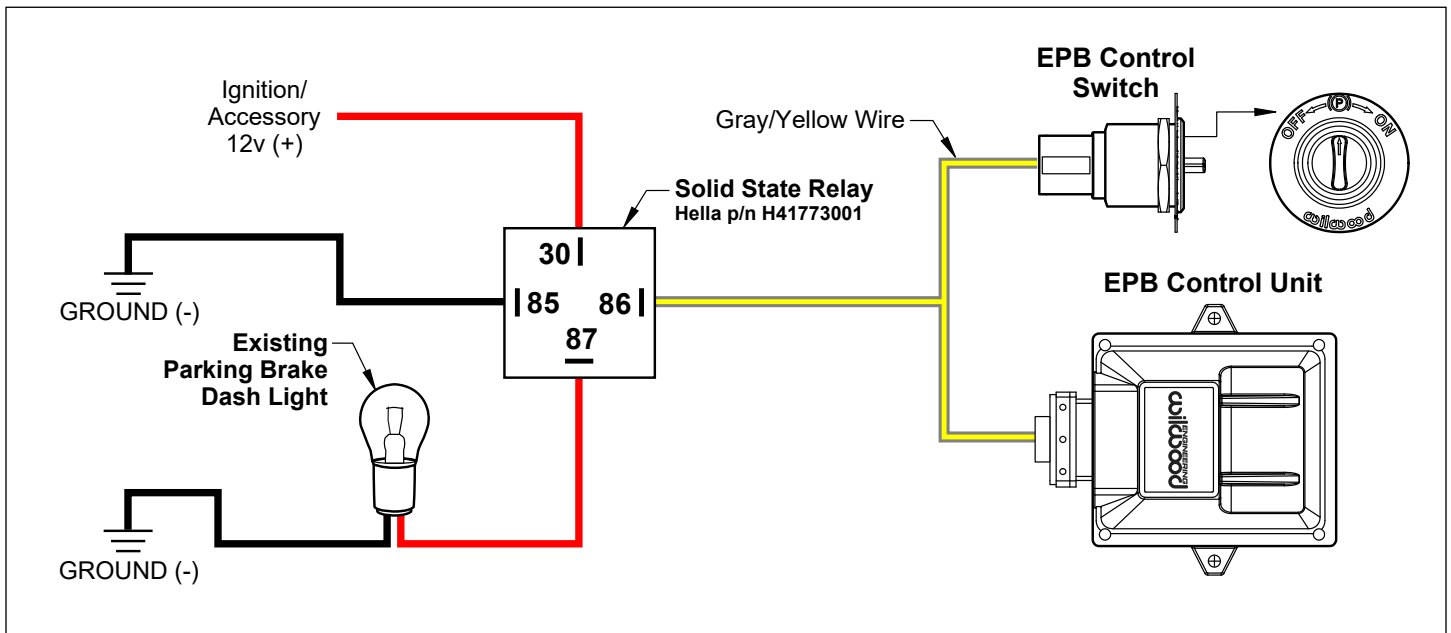 Ignition/
Accessory
12v (+)
Gray/Yellow Wire
EPB Control
Switch
OFF P ON
wilwood
Solid State Relay
Hella p/n H41773001
30
85 86
87
GROUND (-)
Existing
Parking Brake
Dash Light
GROUND (-)
EPB Control Unit
wilwood
ENGINEERING